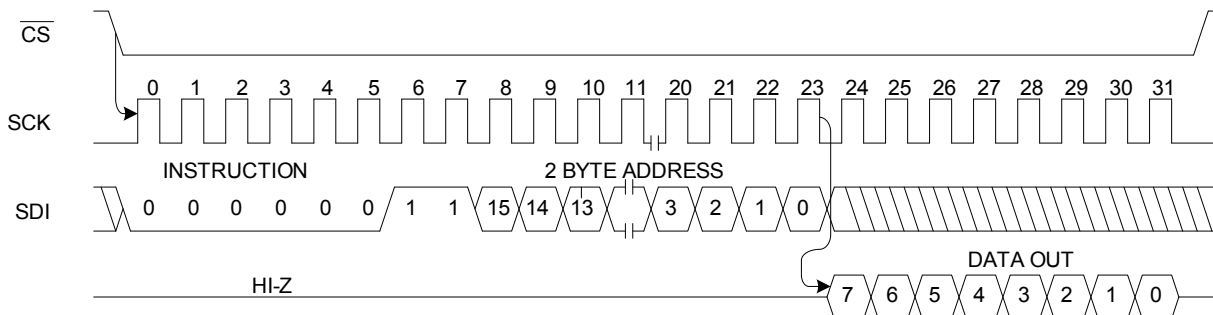 CS
0 1 2 3 4 5 6 7 8 9 10 11 20 21 22 23 24 25 26 27 28 29 30 31
SCK
INSTRUCTION 2 BYTE ADDRESS
SDI 0 0 0 0 0 0 1 1 15 14 13 3 2 1 0
DATA OUT
HI-Z 7 6 5 4 3 2 1 0